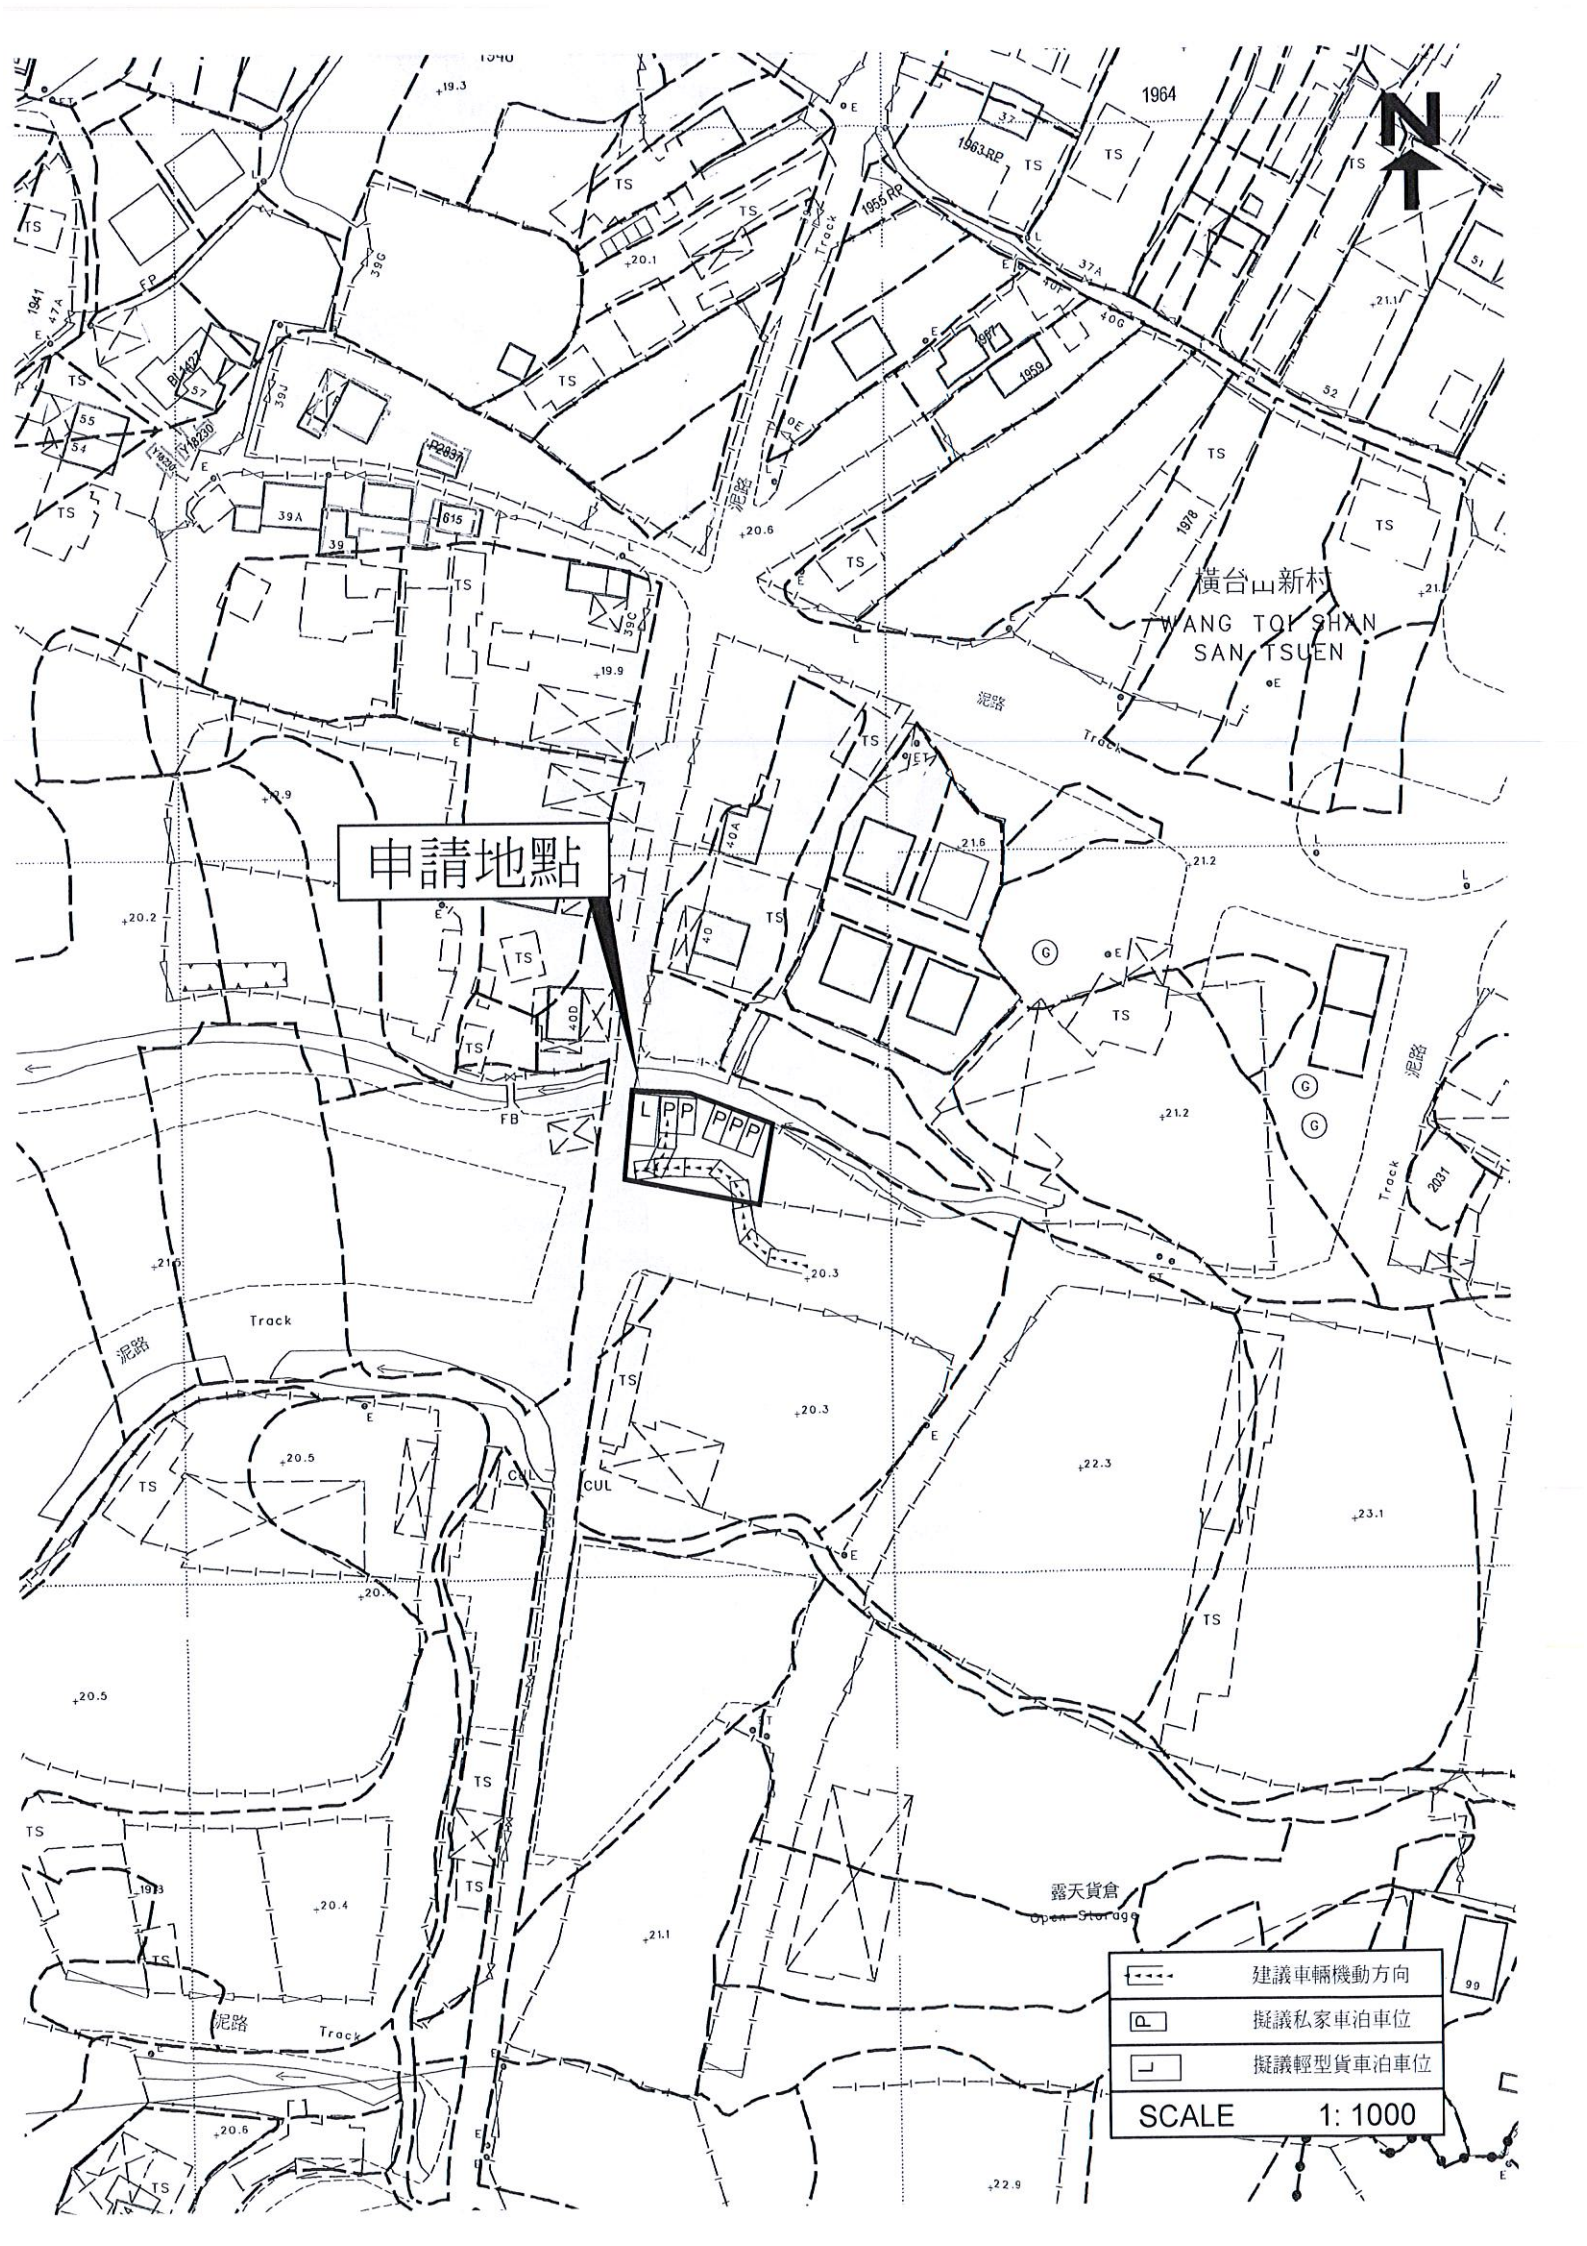 +19.3
E
1964
37
1963 RP
TS
TS
TS
N
L
TS
TS
TS
1955 RP
Track
+20.1
39G
FP
1941
47A
E
L
E
37A
40F
40G
+21.1
51
TS
57
55
54
39J
TS
E
1959
52
P2837
Y18230
E
TS
39A
39
615
泥路
+20.6
TS
1978
TS
TS
L
TS
E
橫台山新村
WANG TOI SHAN
SAN TSUEN
39C
+19.9
L
E
E
L
泥路
Track
E
TS
ET
40A
+21.6
+21.2
L
L
申請地點
+20.2
E
TS
40
TS
G
E
TS
40D
TS
TS
泥路
G
G
FB
L
P
P
P
P
P
+21.2
Track
2031
+20.3
ET
Track
泥路
TS
E
+20.3
E
+20.5
TS
CUL
CUL
+22.3
+23.1
E
TS
+20.5
TS
TS
TS
+20.4
TS
+21.1
露天貨倉
Open Storage
99
泥路
Track
E
E
+20.6
TS
E
+22.9
E
建議車輛機動方向
P 擬議私家車泊車位
L 擬議輕型貨車泊車位
SCALE 1: 1000